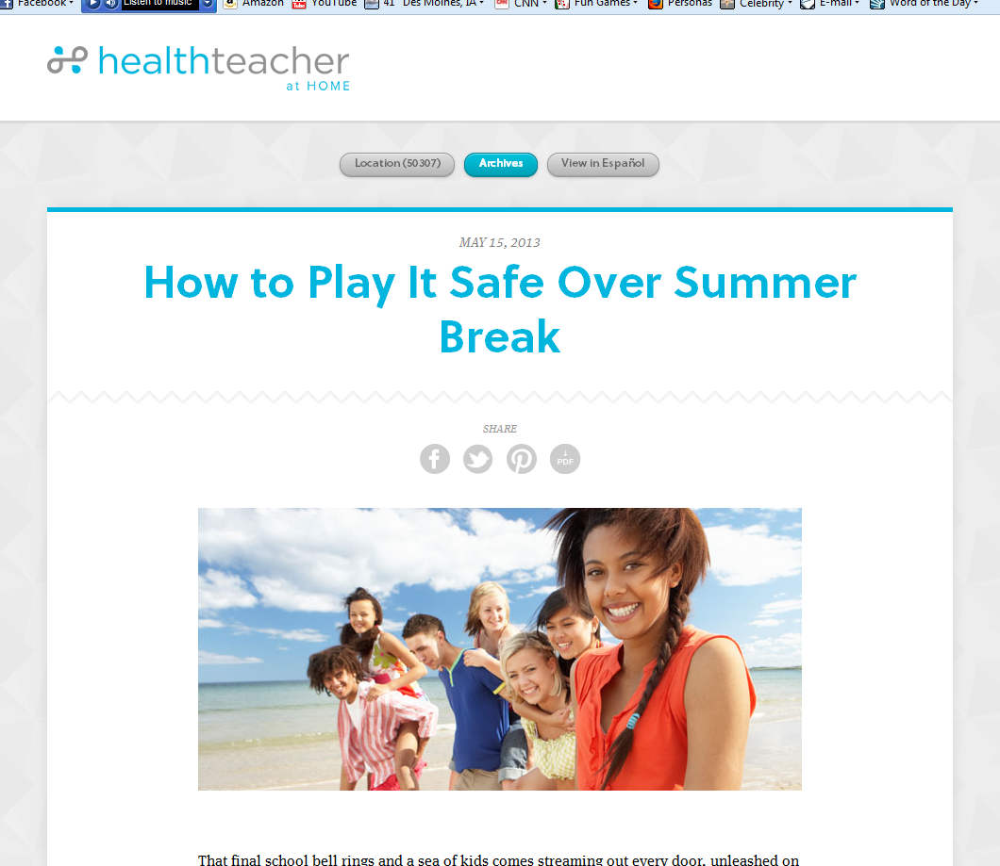 Facebook Listen to music Amazon YouTube 41° Des Moines, IA CNN Fun Games Personas Celebrity E-mail Word of the Day
healthteacher
at HOME
Location (50307) Archives View in Español
MAY 15, 2013
How to Play It Safe Over Summer
Break
SHARE
PDF
That final school bell rings and a sea of kids comes streaming out every door, unleashed on